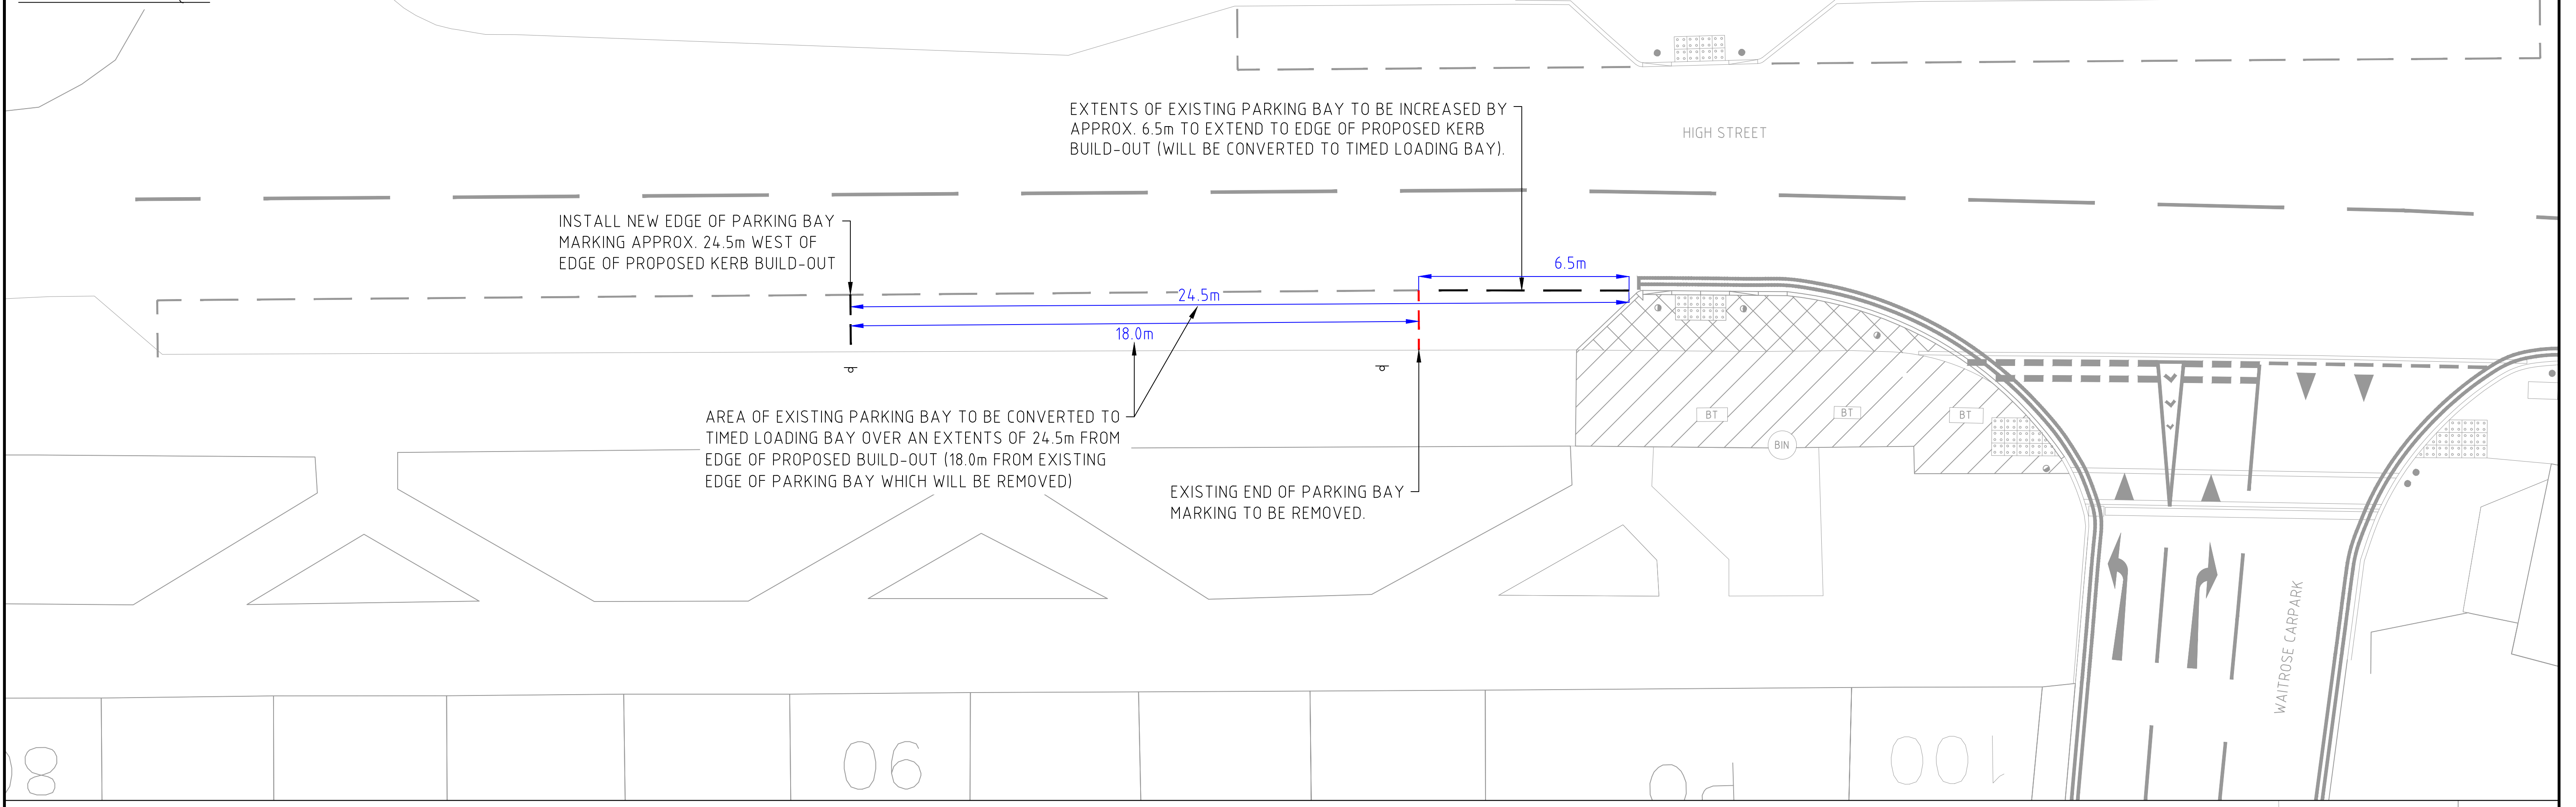 EXTENTS OF EXISTING PARKING BAY TO BE INCREASED BY
APPROX. 6.5m TO EXTEND TO EDGE OF PROPOSED KERB
BUILD-OUT (WILL BE CONVERTED TO TIMED LOADING BAY).
HIGH STREET
INSTALL NEW EDGE OF PARKING BAY
MARKING APPROX. 24.5m WEST OF
EDGE OF PROPOSED KERB BUILD-OUT
6.5m
24.5m
18.0m
AREA OF EXISTING PARKING BAY TO BE CONVERTED TO
TIMED LOADING BAY OVER AN EXTENTS OF 24.5m FROM
EDGE OF PROPOSED BUILD-OUT (18.0m FROM EXISTING
EDGE OF PARKING BAY WHICH WILL BE REMOVED)
EXISTING END OF PARKING BAY
MARKING TO BE REMOVED.
BT
BT
BT
BIN
WAITROSE CARPARK
90
100